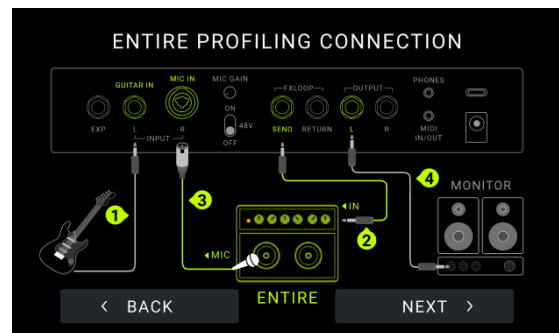 ENTIRE PROFILING CONNECTION
GUITAR IN
MIC IN
MIC GAIN
FXLOOP
OUTPUT
PHONES
ON
48V
OFF
EXP
L
INPUT
R
SEND
RETURN
L
R
MIDI
IN/OUT
1
3
4
MONITOR
IN
2
MIC
ENTIRE
< BACK
NEXT >